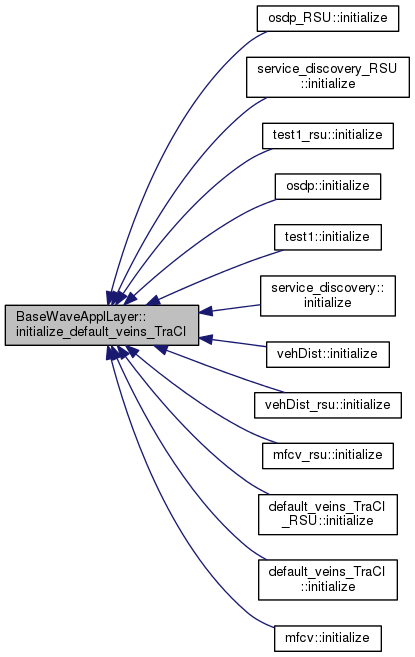 osdp_RSU::initialize
service_discovery_RSU
::initialize
test1_rsu::initialize
osdp::initialize
test1::initialize
service_discovery::
initialize
BaseWaveApplLayer::
initialize_default_veins_TraCI
vehDist::initialize
vehDist_rsu::initialize
mfcv_rsu::initialize
default_veins_TraCI
_RSU::initialize
default_veins_TraCI
::initialize
mfcv::initialize